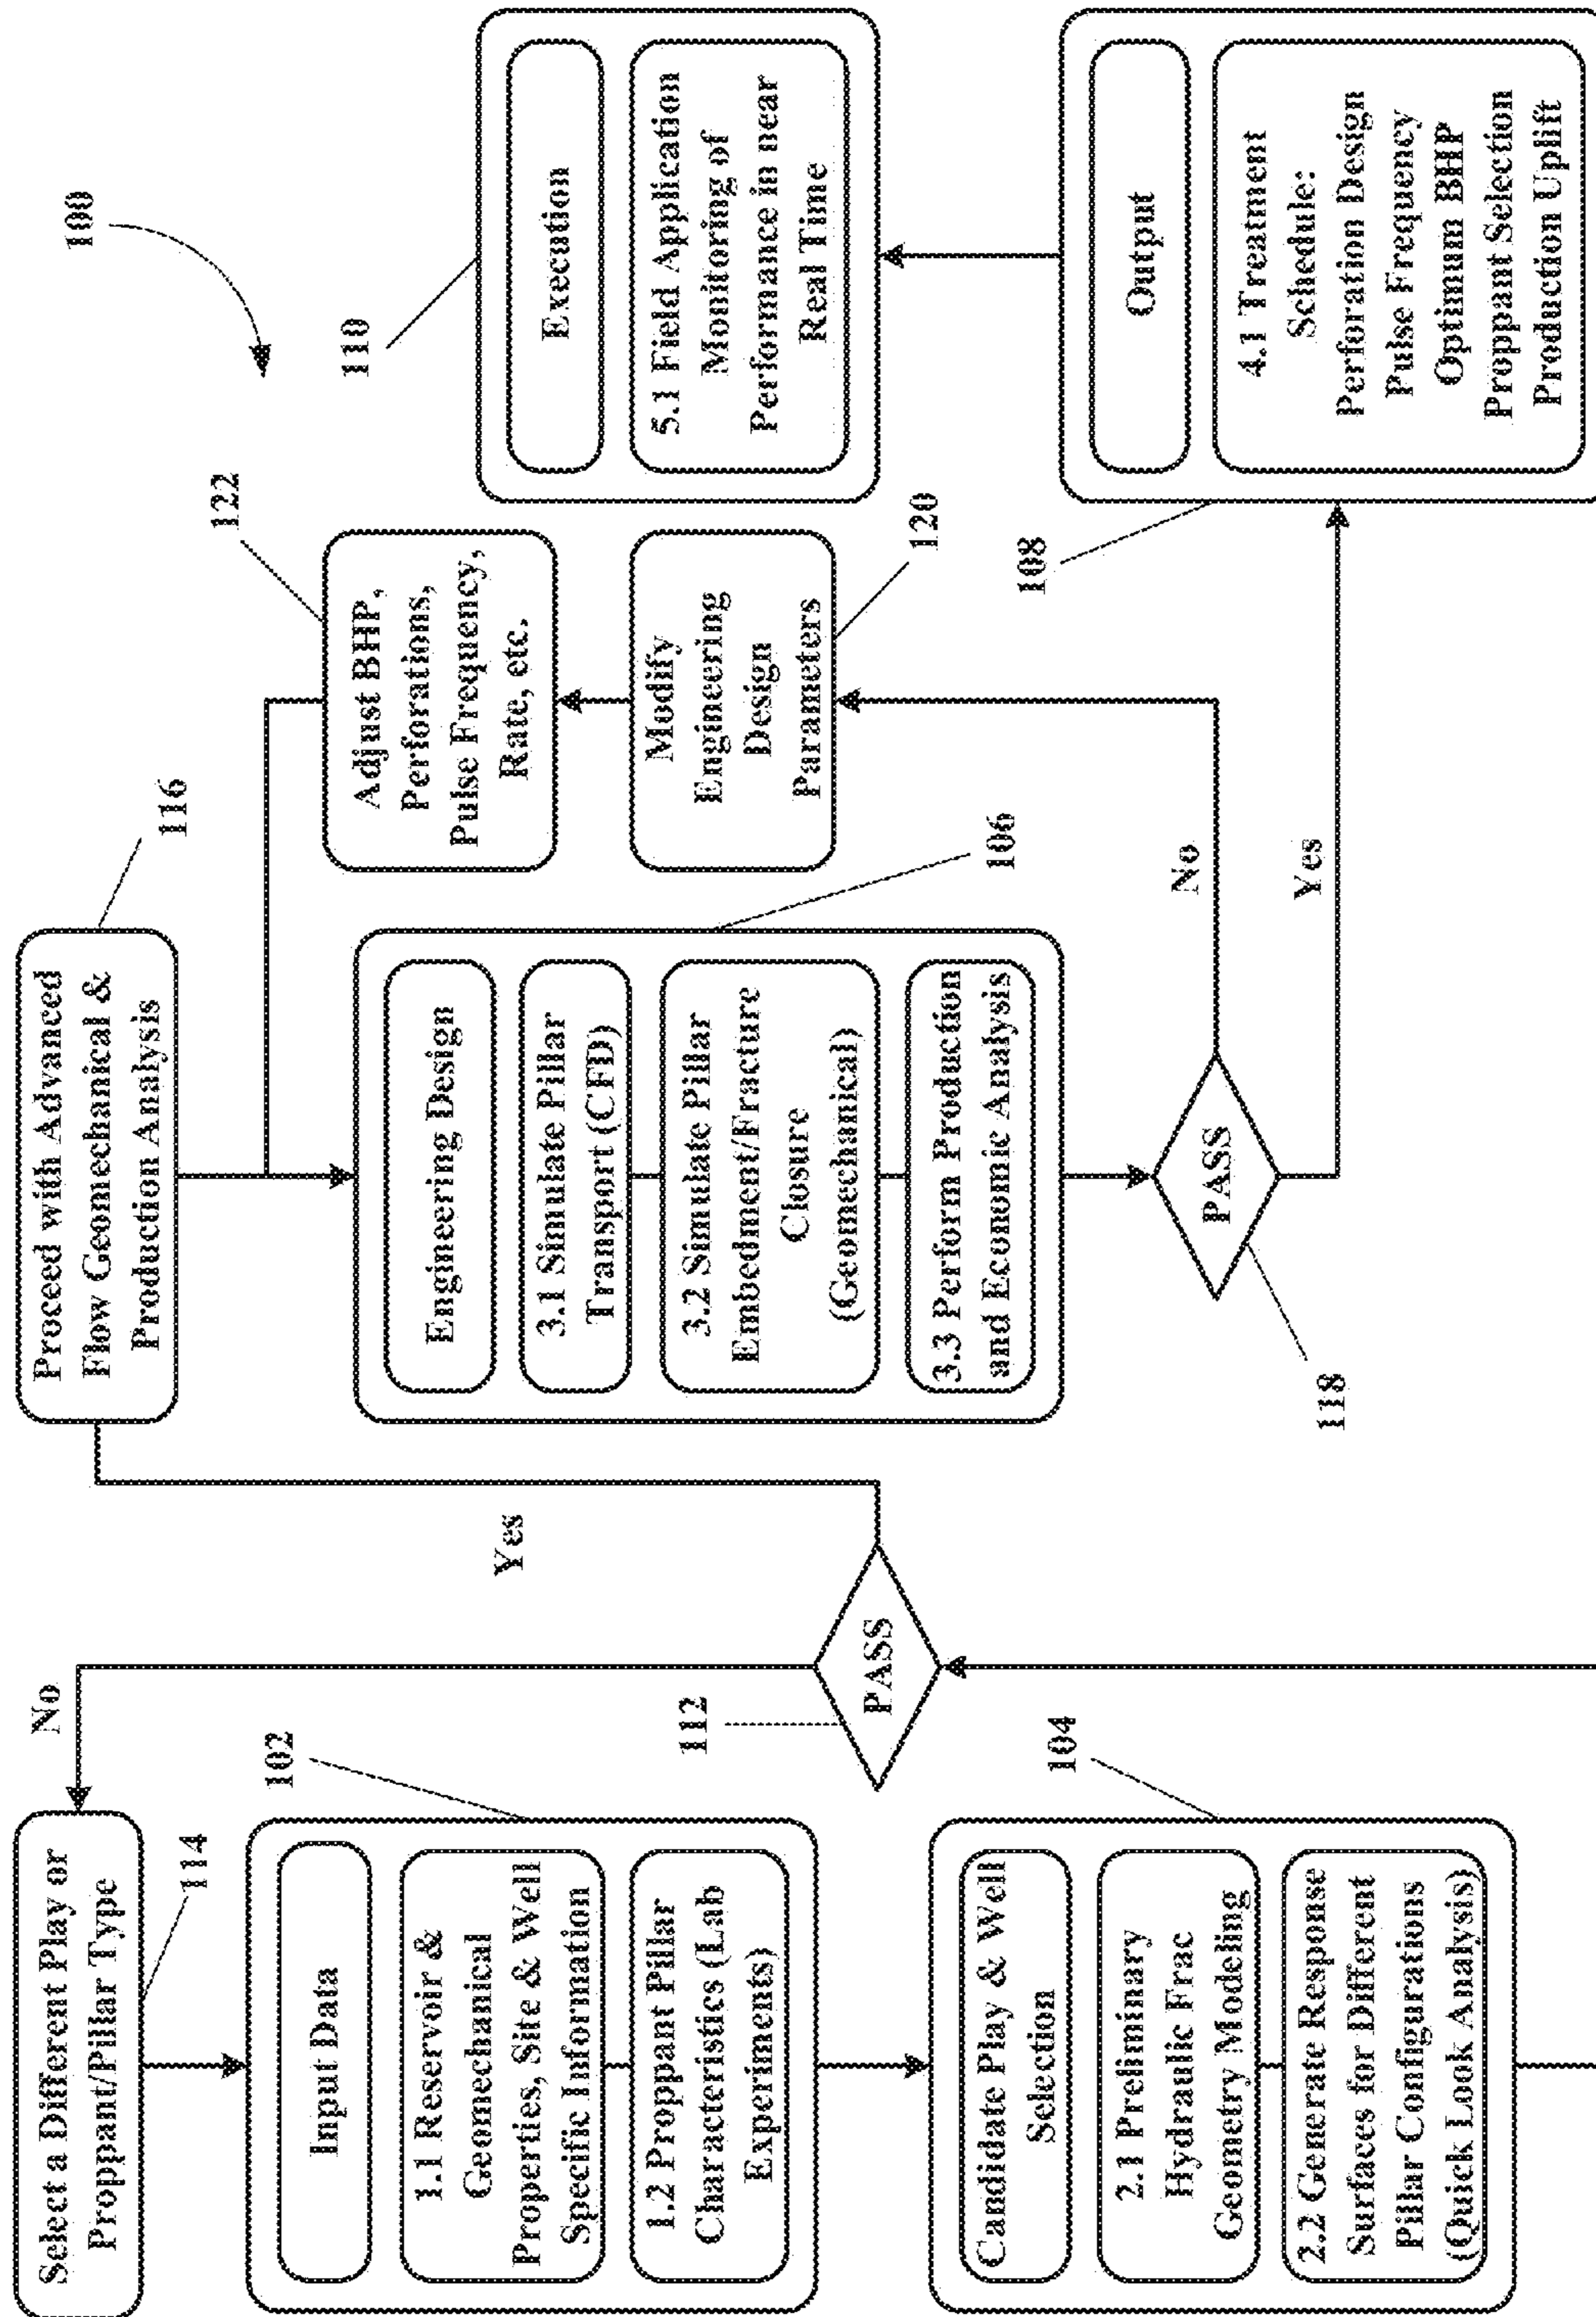 100
Select a Different Play or
Proppant/Pillar Type
114
No
102
Input Data
1.1 Reservoir &
Geomechanical
Properties, Site & Well
Specific Information
1.2 Proppant Pillar
Characteristics (Lab
Experiments)
104
Candidate Play & Well
Selection
2.1 Preliminary
Hydraulic Frac
Geometry Modeling
2.2 Generate Response
Surfaces for Different
Pillar Configurations
(Quick Look Analysis)
112
PASS
Yes
Proceed with Advanced
Flow Geomechanical &
Production Analysis
116
Engineering Design
3.1 Simulate Pillar
Transport (CFD)
3.2 Simulate Pillar
Embedment/Fracture
Closure
(Geomechanical)
3.3 Perform Production
and Economic Analysis
106
PASS
118
No
Yes
122
Adjust BHP,
Perforations,
Pulse Frequency,
Rate, etc.
Modify
Engineering
Design
Parameters
120
110
Execution
5.1 Field Application
Monitoring of
Performance in near
Real Time
108
Output
4.1 Treatment
Schedule:
Perforation Design
Pulse Frequency
Optimum BHP
Proppant Selection
Production Uplift